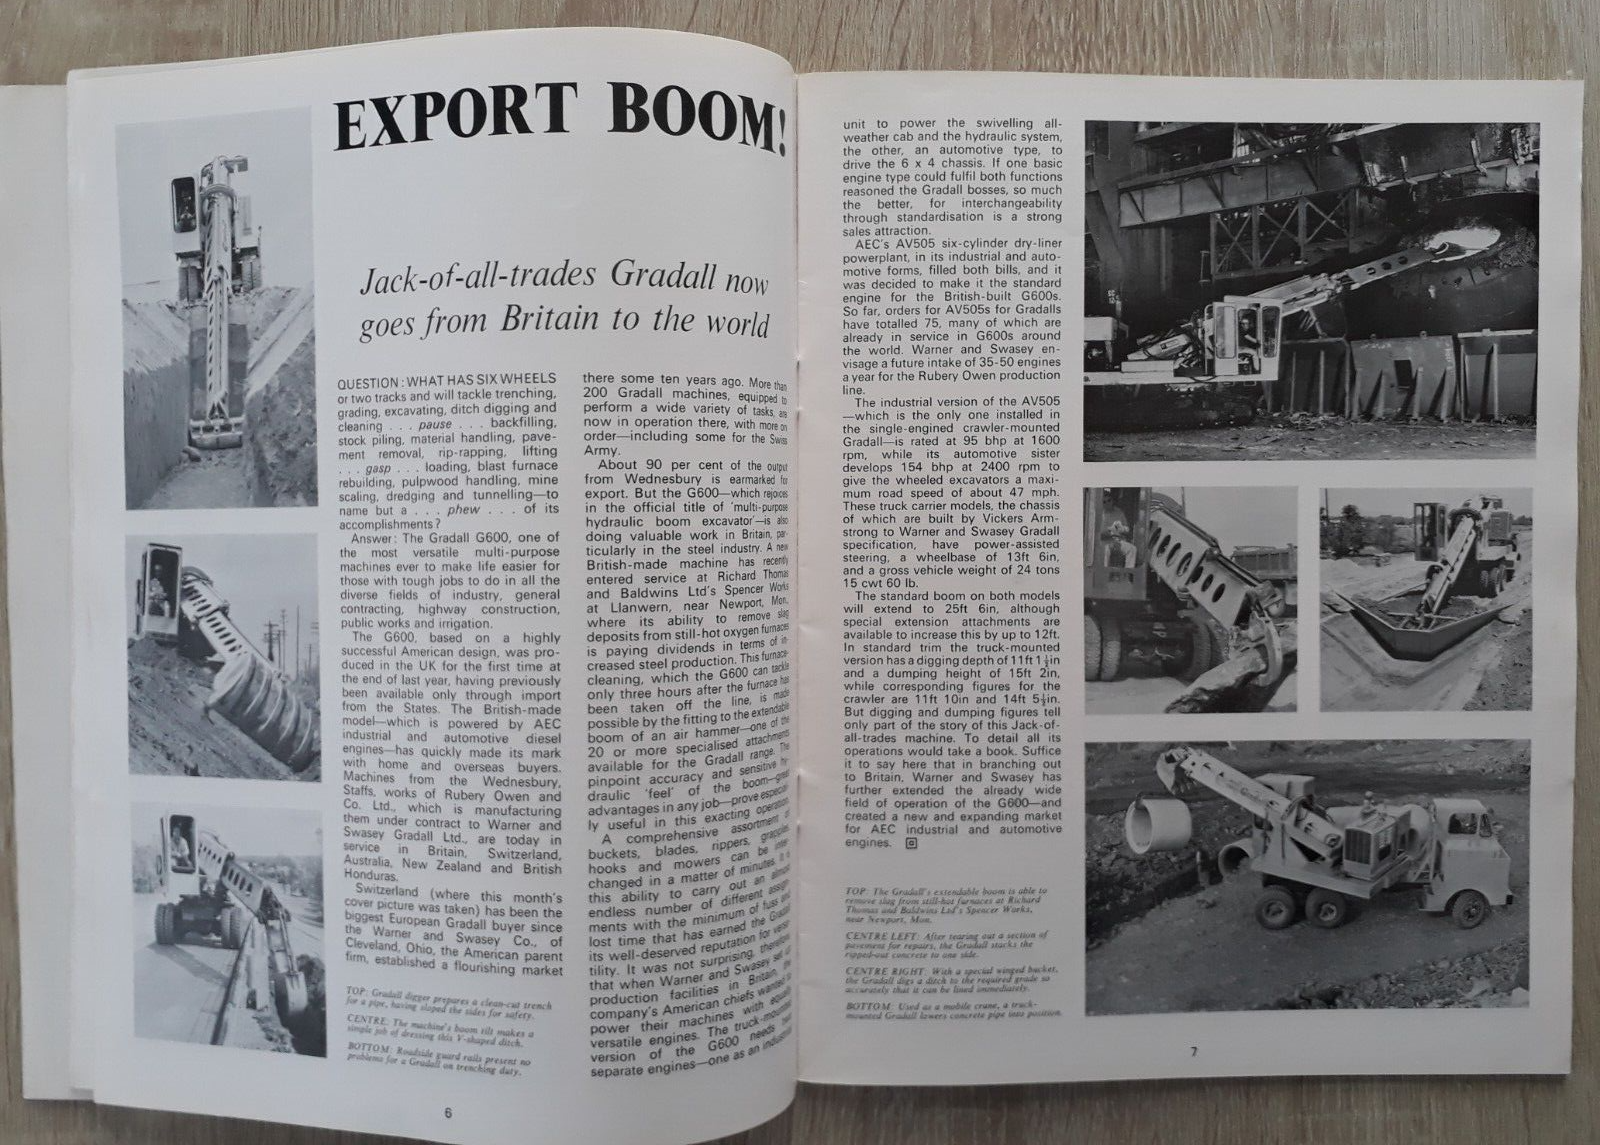 EXPORT BOOM!
Jack-of-all-trades Gradall now
goes from Britain to the world
QUESTION: WHAT HAS SIX WHEELS
or two tracks and will tackle trenching,
grading, excavating, ditch digging and
cleaning . . . pause . . . backfilling,
stock piling, material handling, pave-
ment removal, rip-rapping, lifting
. . . gasp . . . loading, blast furnace
rebuilding, pulpwood handling, mine
scaling, dredging and tunnelling—to
name but a . . . phew . . . of its
accomplishments?
Answer: The Gradall G600, one of
the most versatile multi-purpose
machines ever to make life easier for
those with tough jobs to do in all the
diverse fields of industry, general
contracting, highway construction,
public works and irrigation.
The G600, based on a highly
successful American design, was pro-
duced in the UK for the first time at
the end of last year, having previously
been available only through import
from the States. The British-made
model—which is powered by AEC
industrial and automotive diesel
engines—has quickly made its mark
with home and overseas buyers.
Machines from the Wednesbury,
Staffs, works of Rubery Owen and
Co. Ltd., which is manufacturing
them under contract to Warner and
Swasey Gradall Ltd., are today in
service in Britain, Switzerland,
Australia, New Zealand and British
Honduras.
Switzerland (where this month's
cover picture was taken) has been the
biggest European Gradall buyer since
the Warner and Swasey Co., of
Cleveland, Ohio, the American parent
firm, established a flourishing market
TOP: Gradall digger prepares a clean-cut trench
for a pipe, having sloped the sides for safety.
CENTRE: The machine's boom tilt makes a
simple job of dressing this V-shaped ditch.
BOTTOM: Roadside guard rails present no
problems for a Gradall on trenching duty.
6
there some ten years ago. More than
200 Gradall machines, equipped to
perform a wide variety of tasks, are
now in operation there, with more on
order—including some for the Swiss
Army.
About 90 per cent of the output
from Wednesbury is earmarked for
export. But the G600—which rejoices
in the official title of 'multi-purpose
hydraulic boom excavator'—is also
doing valuable work in Britain, par-
ticularly in the steel industry. A new
British-made machine has recently
entered service at Richard Thomas
and Baldwins Ltd's Spencer Works
at Llanwern, near Newport, Mon.,
where its ability to remove slag
deposits from still-hot oxygen furnaces
is paying dividends in terms of in-
creased steel production. This furnace-
cleaning, which the G600 can tackle
only three hours after the furnace has
been taken off the line, is made
possible by the fitting to the extendable
boom of an air hammer—one of the
20 or more specialised attachments
available for the Gradall range. The
pinpoint accuracy and sensitive hy-
draulic 'feel' of the boom—great
advantages in any job—prove especial-
ly useful in this exacting operation.
A comprehensive assortment of
buckets, blades, rippers, grapples,
hooks and mowers can be inter-
changed in a matter of minutes. It is
this ability to carry out an almost
endless number of different assign-
ments with the minimum of fuss and
lost time that has earned the Gradall
its well-deserved reputation for versa-
tility. It was not surprising, therefore,
that when Warner and Swasey set up
production facilities in Britain, the
company's American chiefs wanted to
power their machines with equally
versatile engines. The truck-mounted
version of the G600 needs two
separate engines—one as an industrial
unit to power the swivelling all-
weather cab and the hydraulic system,
the other, an automotive type, to
drive the 6 x 4 chassis. If one basic
engine type could fulfil both functions
reasoned the Gradall bosses, so much
the better, for interchangeability
through standardisation is a strong
sales attraction.
AEC's AV505 six-cylinder dry-liner
powerplant, in its industrial and auto-
motive forms, filled both bills, and it
was decided to make it the standard
engine for the British-built G600s.
So far, orders for AV505s for Gradalls
have totalled 75, many of which are
already in service in G600s around
the world. Warner and Swasey en-
visage a future intake of 35-50 engines
a year for the Rubery Owen production
line.
The industrial version of the AV505
—which is the only one installed in
the single-engined crawler-mounted
Gradall—is rated at 95 bhp at 1600
rpm, while its automotive sister
develops 154 bhp at 2400 rpm to
give the wheeled excavators a maxi-
mum road speed of about 47 mph.
These truck carrier models, the chassis
of which are built by Vickers Arm-
strong to Warner and Swasey Gradall
specification, have power-assisted
steering, a wheelbase of 13ft 6in,
and a gross vehicle weight of 24 tons
15 cwt 60 lb.
The standard boom on both models
will extend to 25ft 6in, although
special extension attachments are
available to increase this by up to 12ft.
In standard trim the truck-mounted
version has a digging depth of 11ft 1½in
and a dumping height of 15ft 2in,
while corresponding figures for the
crawler are 11ft 10in and 14ft 5½in.
But digging and dumping figures tell
only part of the story of this Jack-of-
all-trades machine. To detail all its
operations would take a book. Suffice
it to say here that in branching out
to Britain, Warner and Swasey has
further extended the already wide
field of operation of the G600—and
created a new and expanding market
for AEC industrial and automotive
engines.
TOP: The Gradall's extendable boom is able to
remove slag from still-hot furnaces at Richard
Thomas and Baldwins Ltd's Spencer Works,
near Newport, Mon.
CENTRE LEFT: After tearing out a section of
pavement for repairs, the Gradall stacks the
ripped-out concrete to one side.
CENTRE RIGHT: With a special winged bucket,
the Gradall digs a ditch to the required grade so
accurately that it can be lined immediately.
BOTTOM: Used as a mobile crane, a truck-
mounted Gradall lowers concrete pipe into position.
7